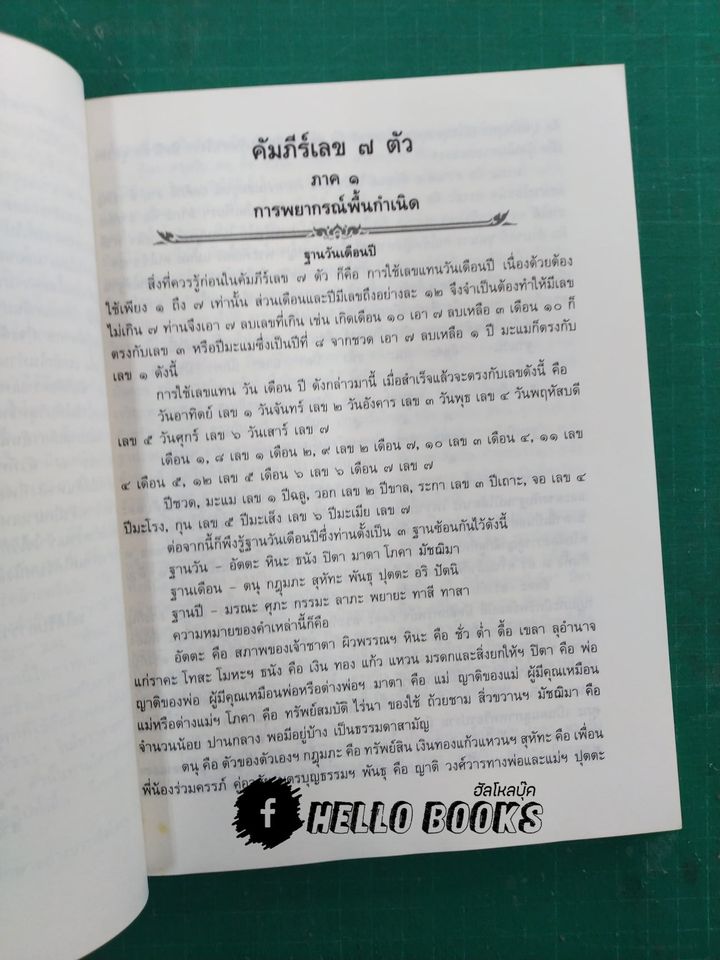 คัมภีร์เลข ๗ ตัว
ภาค ๑
การพยากรณ์พื้นกำเนิด
ฐานวันเดือนปี
สิ่งที่ควรรู้ก่อนในคัมภีร์เลข ๗ ตัว ก็คือ การใช้เลขแทนวันเดือนปี เนื่องด้วยต้อง
ใช้เพียง ๑ ถึง ๗ เท่านั้น ส่วนเดือนและปีมีเลขถึงอย่างละ ๑๒ จึงจำเป็นต้องทำให้มีเลข
ไม่เกิน ๗ ท่านจึงเอา ๗ ลบเลขที่เกิน เช่น เกิดเดือน ๑๐ เอา ๗ ลบเหลือ ๓ เดือน ๑๐ ก็
ตรงกับเลข ๓ หรือปีมะแมซึ่งเป็นปีที่ ๘ จากชวด เอา ๗ ลบเหลือ ๑ ปี มะแมก็ตรงกับ
เลข ๑ ดังนี้
การใช้เลขแทน วัน เดือน ปี ดังกล่าวมานี้ เมื่อสำเร็จแล้วจะตรงกับเลขดังนี้ คือ
วันอาทิตย์ เลข ๑ วันจันทร์ เลข ๒ วันอังคาร เลข ๓ วันพุธ เลข ๔ วันพฤหัสบดี
เลข ๕ วันศุกร์ เลข ๖ วันเสาร์ เลข ๗
เดือน ๑, ๘ เลข ๑ เดือน ๒, ๙ เลข ๒ เดือน ๗, ๑๐ เลข ๓ เดือน ๔, ๑๑ เลข
๔ เดือน ๕, ๑๒ เลข ๕ เดือน ๖ เลข ๖ เดือน ๗ เลข ๗
ปีชวด, มะแม เลข ๑ ปีฉลู, วอก เลข ๒ ปีขาล, ระกา เลข ๓ ปีเถาะ, จอ เลข ๔
ปีมะโรง, กุน เลข ๕ ปีมะเส็ง เลข ๖ ปีมะเมีย เลข ๗
ต่อจากนี้ก็พึงรู้ฐานวันเดือนปีซึ่งท่านตั้งเป็น ๓ ฐานซ้อนกันไว้ดังนี้
ฐานวัน – อัตตะ หินะ ธนัง ปิตา มาตา โภคา มัชฌิมา
ฐานเดือน – ตนุ กฎุมภะ สุหัทะ พันธุ ปุตตะ อริ ปัตนิ
ฐานปี – มรณะ ศุภะ กรรมะ ลาภะ พยายะ ทาสี ทาสา
ความหมายของคำเหล่านี้ก็คือ
อัตตะ คือ สภาพของเจ้าชาตา ผิวพรรณฯ หินะ คือ ชั่ว ต่ำ ดื้อ เขลา ลุอำนาจ
แก่ราคะ โทสะ โมหะฯ ธนัง คือ เงิน ทอง แก้ว แหวน มรดกและสิ่งยกให้ฯ ปิตา คือ พ่อ
ญาติของพ่อ ผู้มีคุณเหมือนพ่อหรือต่างพ่อฯ มาตา คือ แม่ ญาติของแม่ ผู้มีคุณเหมือน
แม่หรือต่างแม่ฯ โภคา คือ ทรัพย์สมบัติ ไร่นา ของใช้ ถ้วยชาม สิ่วขวานฯ มัชฌิมา คือ
จำนวนน้อย ปานกลาง พอมีอยู่บ้าง เป็นธรรมดาสามัญ
ตนุ คือ ตัวของตัวเองฯ กฎุมภะ คือ ทรัพย์สิน เงินทองแก้วแหวนฯ สุหัทะ คือ เพื่อน
พี่น้องร่วมครรภ์ บุตรบุญธรรมฯ พันธุ คือ ญาติ วงศ์วารทางพ่อและแม่ฯ ปุตตะ
ฮัลโหลบุ๊ค
f HELLO BOOKS